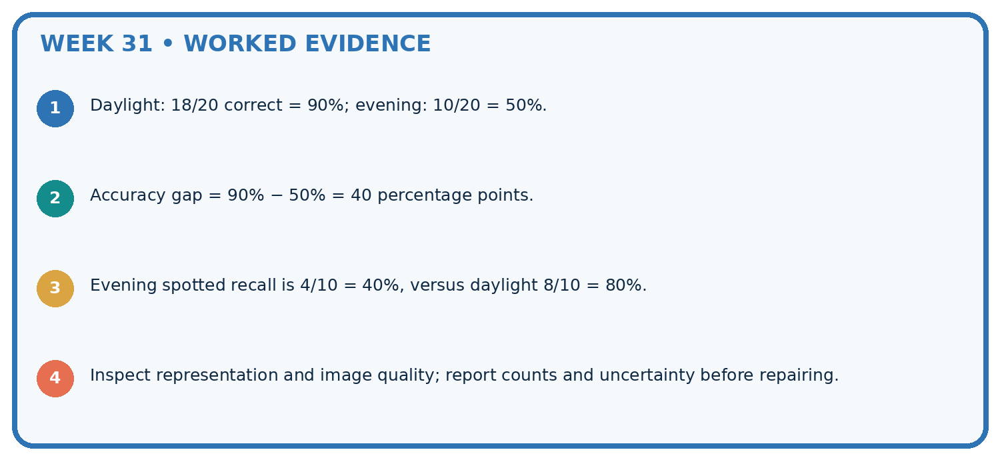 WEEK 31 • WORKED EVIDENCE
1 Daylight: 18/20 correct = 90%; evening: 10/20 = 50%.
2 Accuracy gap = 90% − 50% = 40 percentage points.
3 Evening spotted recall is 4/10 = 40%, versus daylight 8/10 = 80%.
4 Inspect representation and image quality; report counts and uncertainty before repairing.